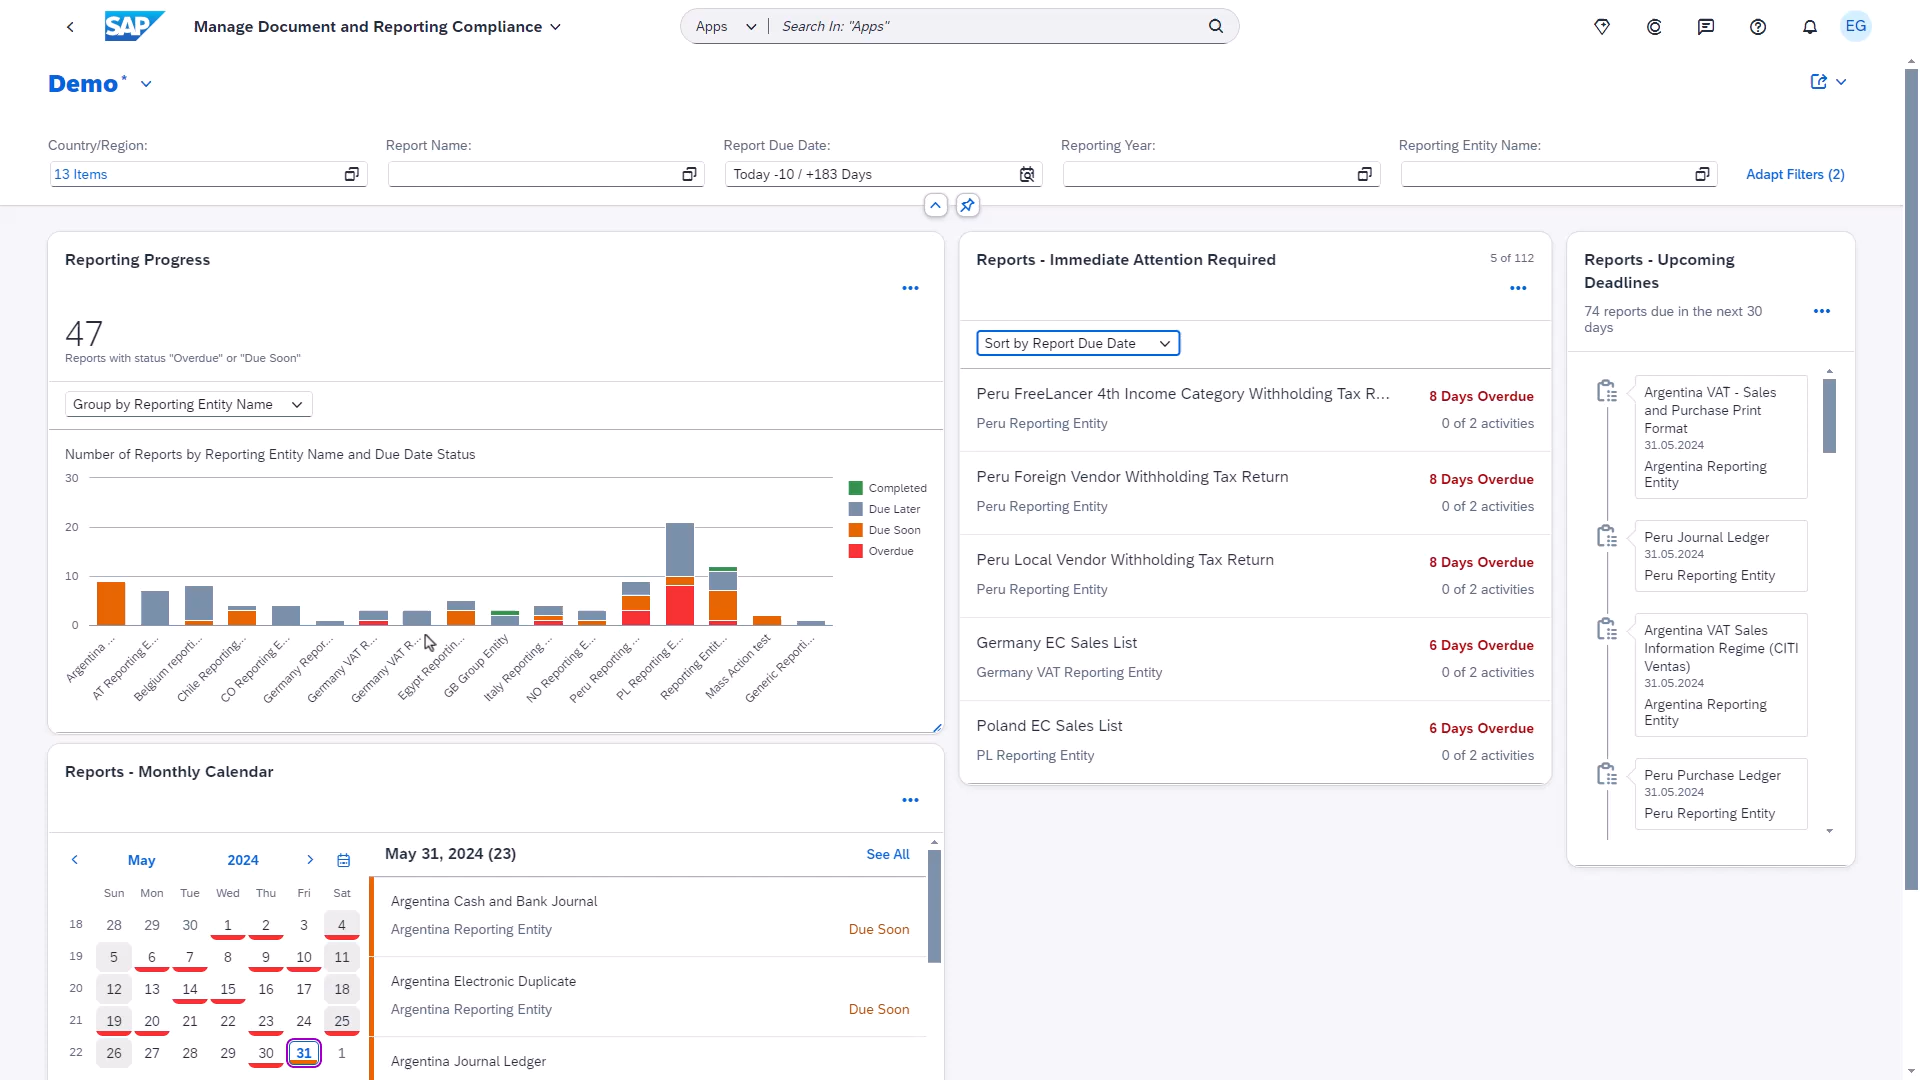 SAP
Manage Document and Reporting Compliance
Apps
Search In: "Apps"
EG
Demo*
Country/Region:
13 Items
Report Name:
Report Due Date:
Today -10 / +183 Days
Reporting Year:
Reporting Entity Name:
Adapt Filters (2)
Reporting Progress
47
Reports with status "Overdue" or "Due Soon"
Group by Reporting Entity Name
Number of Reports by Reporting Entity Name and Due Date Status
30
20
10
0
Completed
Due Later
Due Soon
Overdue
Argentina ...
AT Reporting E...
Belgium reporti...
Chile Reporting...
CO Reporting E...
Germany Repor...
Germany VAT R...
Germany VAT R...
Egypt Reportin...
GB Group Entity
Italy Reporting ...
NO Reporting E...
Peru Reporting ...
PL Reporting E...
Reporting Entit...
Mass Action test
Generic Reporti...
Reports - Immediate Attention Required
5 of 112
Sort by Report Due Date
Peru FreeLancer 4th Income Category Withholding Tax R...
8 Days Overdue
Peru Reporting Entity
0 of 2 activities
Peru Foreign Vendor Withholding Tax Return
8 Days Overdue
Peru Reporting Entity
0 of 2 activities
Peru Local Vendor Withholding Tax Return
8 Days Overdue
Peru Reporting Entity
0 of 2 activities
Germany EC Sales List
6 Days Overdue
Germany VAT Reporting Entity
0 of 2 activities
Poland EC Sales List
6 Days Overdue
PL Reporting Entity
0 of 2 activities
Reports - Upcoming
Deadlines
74 reports due in the next 30
days
Argentina VAT - Sales
and Purchase Print
Format
31.05.2024
Argentina Reporting
Entity
Peru Journal Ledger
31.05.2024
Peru Reporting Entity
Argentina VAT Sales
Information Regime (CITI
Ventas)
31.05.2024
Argentina Reporting
Entity
Peru Purchase Ledger
31.05.2024
Peru Reporting Entity
Reports - Monthly Calendar
May 2024
Sun Mon Tue Wed Thu Fri Sat
18 28 29 30 1 2 3 4
19 5 6 7 8 9 10 11
20 12 13 14 15 16 17 18
21 19 20 21 22 23 24 25
22 26 27 28 29 30 31 1
May 31, 2024 (23)
See All
Argentina Cash and Bank Journal
Argentina Reporting Entity
Due Soon
Argentina Electronic Duplicate
Argentina Reporting Entity
Due Soon
Argentina Journal Ledger